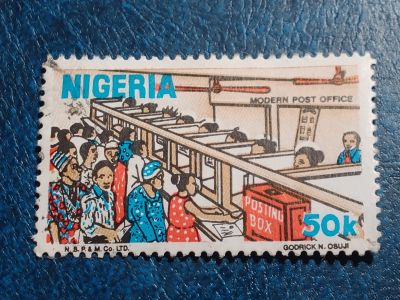 NIGERIA
MODERN POST OFFICE
POSTING
BOX
50k
N. S. P. & M. Co. LTD.
GODRICK N. OSUJI